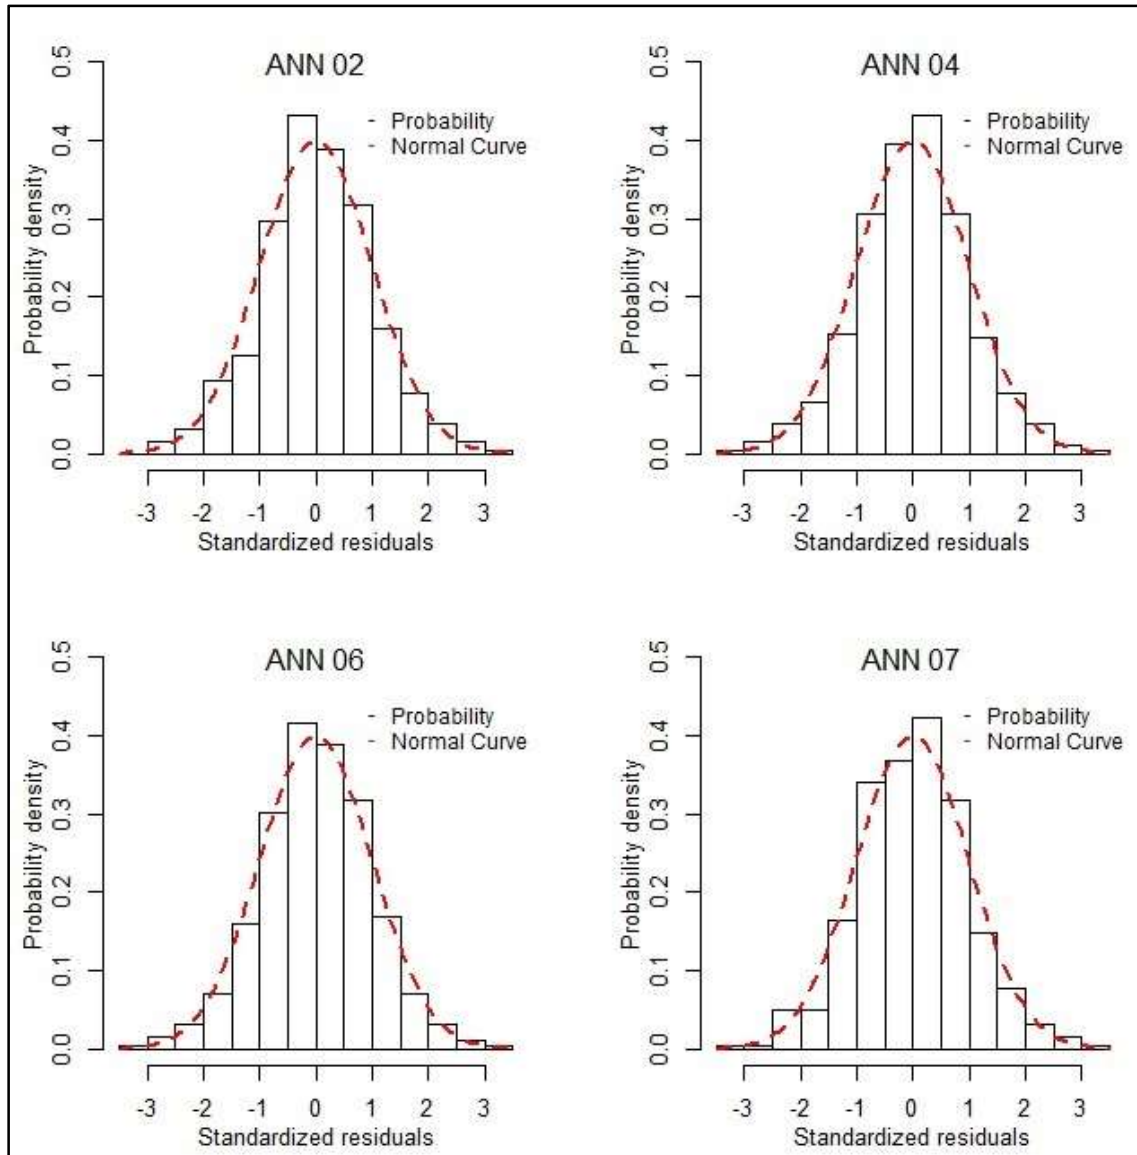 ANN 02
- Probability
- Normal Curve
Probability density
0.0 0.1 0.2 0.3 0.4 0.5
-3 -2 -1 0 1 2 3
Standardized residuals
ANN 04
- Probability
- Normal Curve
Probability density
0.0 0.1 0.2 0.3 0.4 0.5
-3 -2 -1 0 1 2 3
Standardized residuals
ANN 06
- Probability
- Normal Curve
Probability density
0.0 0.1 0.2 0.3 0.4 0.5
-3 -2 -1 0 1 2 3
Standardized residuals
ANN 07
- Probability
- Normal Curve
Probability density
0.0 0.1 0.2 0.3 0.4 0.5
-3 -2 -1 0 1 2 3
Standardized residuals